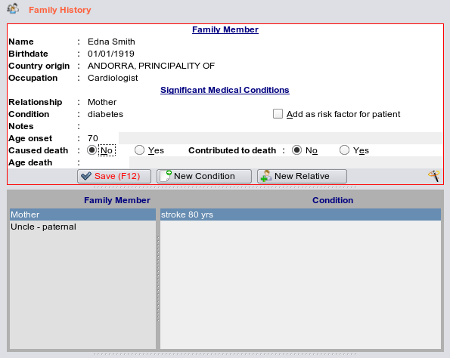 Family History
Family Member
Name : Edna Smith
Birthdate : 01/01/1919
Country origin : ANDORRA, PRINCIPALITY OF
Occupation : Cardiologist
Significant Medical Conditions
Relationship : Mother
Condition : diabetes Add as risk factor for patient
Notes :
Age onset : 70
Caused death : No Yes Contributed to death : No Yes
Age death :
Save (F12) New Condition New Relative
Family Member Condition
Mother stroke 80 yrs
Uncle - paternal